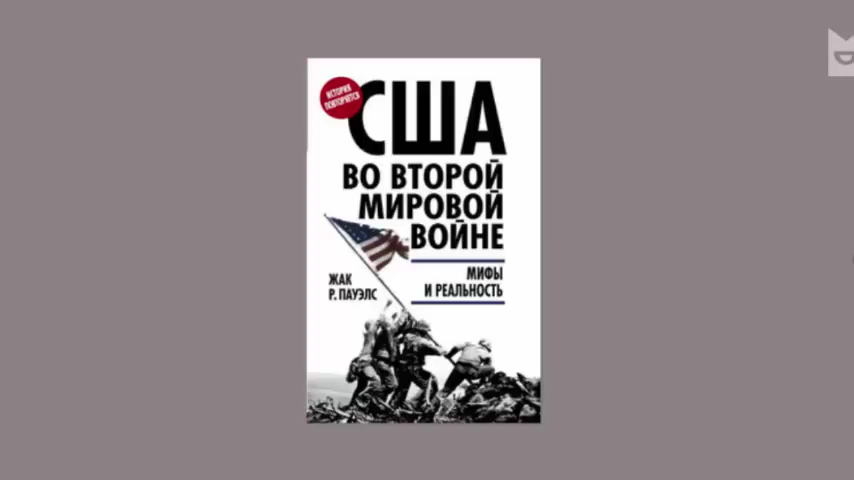 ИСТОРИЯ
ПОВТОРЯЕТСЯ
США
ВО ВТОРОЙ
МИРОВОЙ
ВОЙНЕ
МИФЫ
И РЕАЛЬНОСТЬ
ЖАК
Р. ПАУЭЛС